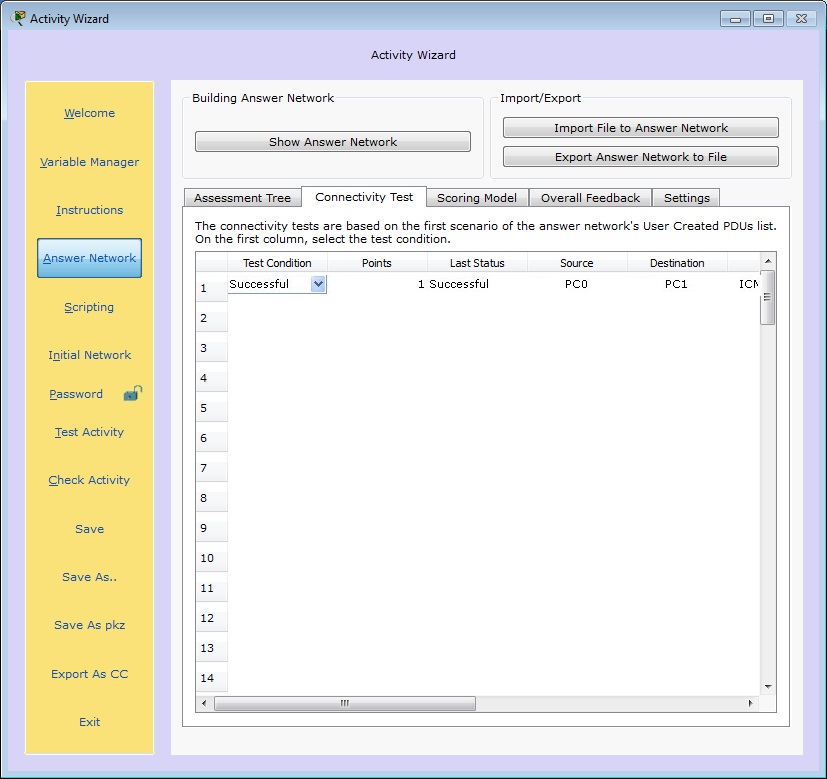 Activity Wizard
Activity Wizard
Welcome
Variable Manager
Instructions
Answer Network
Scripting
Initial Network
Password
Test Activity
Check Activity
Save
Save As..
Save As pkz
Export As CC
Exit
Building Answer Network
Show Answer Network
Import/Export
Import File to Answer Network
Export Answer Network to File
Assessment Tree Connectivity Test Scoring Model Overall Feedback Settings
The connectivity tests are based on the first scenario of the answer network's User Created PDUs list.
On the first column, select the test condition.
Test Condition Points Last Status Source Destination
1 Successful 1 Successful PC0 PC1
2
3
4
5
6
7
8
9
10
11
12
13
14